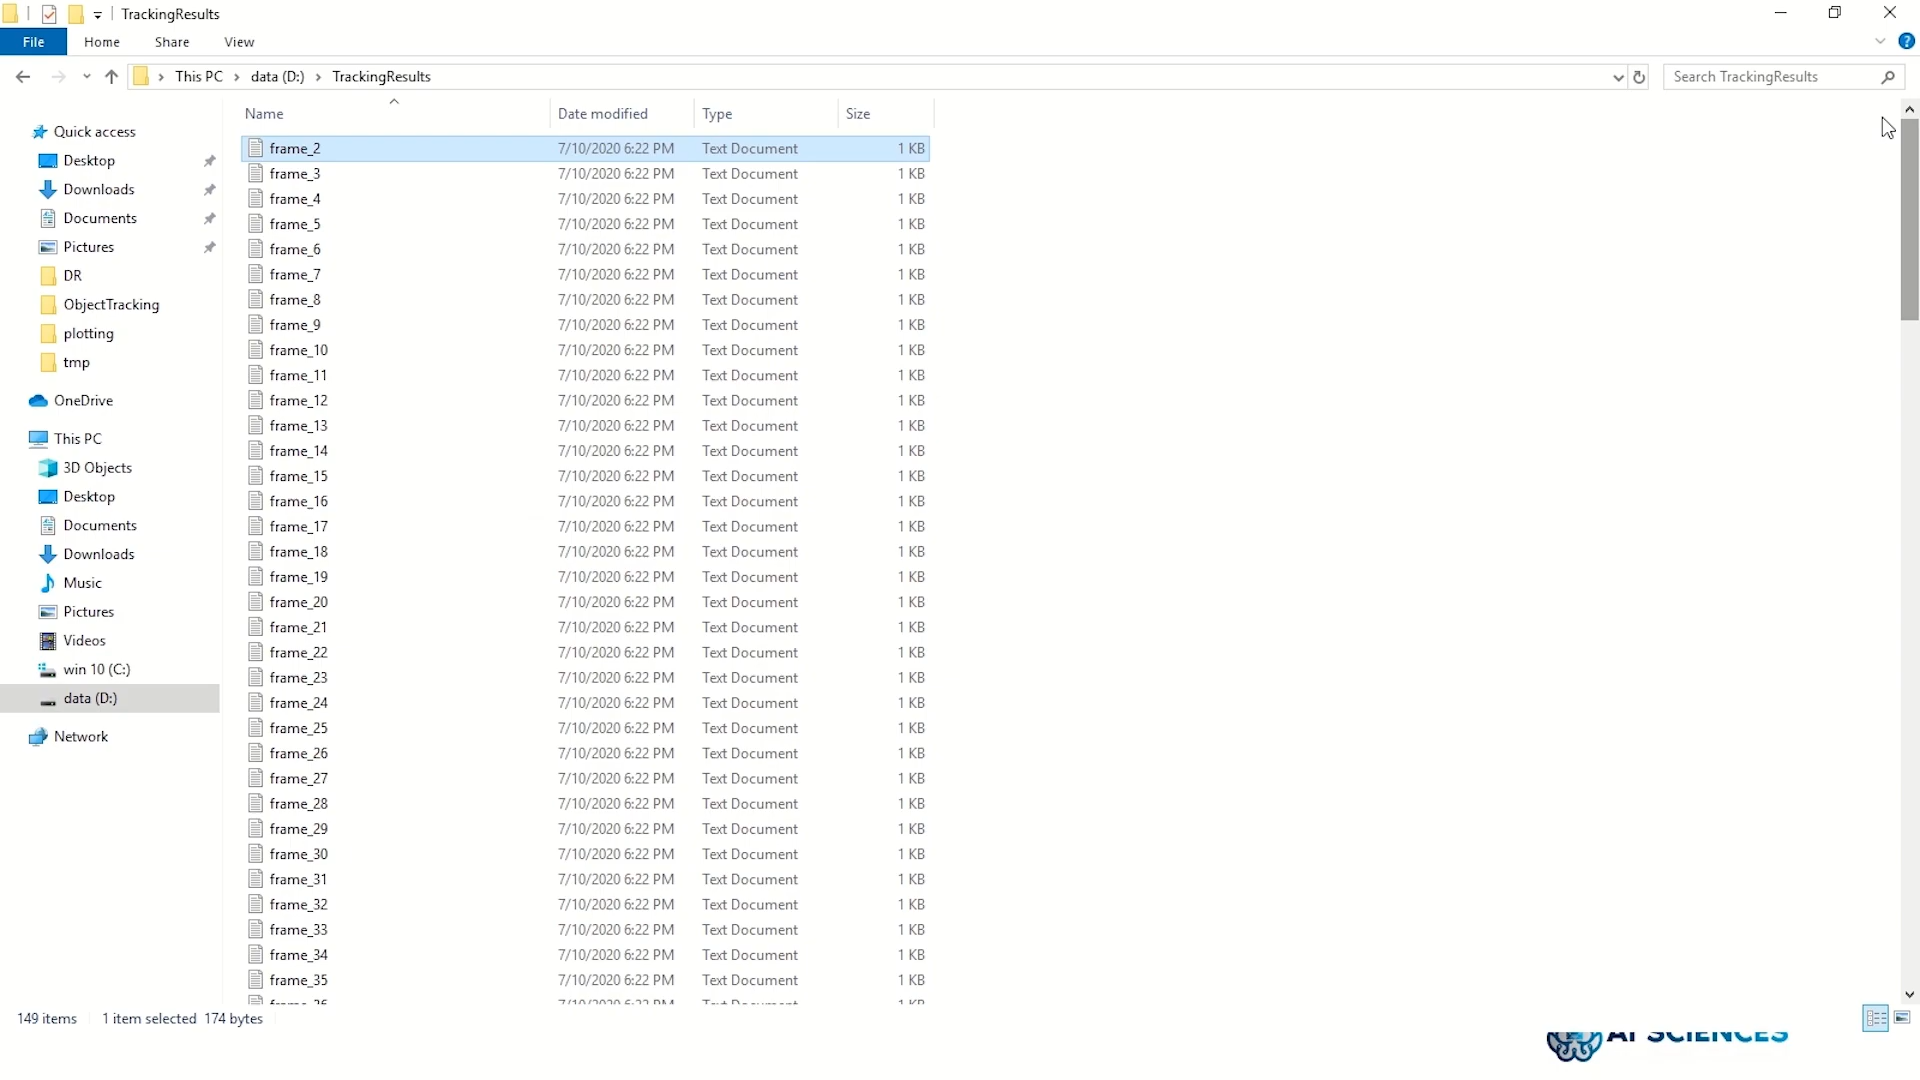 TrackingResults
File Home Share View
This PC data (D:) TrackingResults
Search TrackingResults
Name Date modified Type Size
Quick access
Desktop
Downloads
Documents
Pictures
DR
ObjectTracking
plotting
tmp
OneDrive
This PC
3D Objects
Desktop
Documents
Downloads
Music
Pictures
Videos
win 10 (C:)
data (D:)
Network
frame_2 7/10/2020 6:22 PM Text Document 1 KB
frame_3 7/10/2020 6:22 PM Text Document 1 KB
frame_4 7/10/2020 6:22 PM Text Document 1 KB
frame_5 7/10/2020 6:22 PM Text Document 1 KB
frame_6 7/10/2020 6:22 PM Text Document 1 KB
frame_7 7/10/2020 6:22 PM Text Document 1 KB
frame_8 7/10/2020 6:22 PM Text Document 1 KB
frame_9 7/10/2020 6:22 PM Text Document 1 KB
frame_10 7/10/2020 6:22 PM Text Document 1 KB
frame_11 7/10/2020 6:22 PM Text Document 1 KB
frame_12 7/10/2020 6:22 PM Text Document 1 KB
frame_13 7/10/2020 6:22 PM Text Document 1 KB
frame_14 7/10/2020 6:22 PM Text Document 1 KB
frame_15 7/10/2020 6:22 PM Text Document 1 KB
frame_16 7/10/2020 6:22 PM Text Document 1 KB
frame_17 7/10/2020 6:22 PM Text Document 1 KB
frame_18 7/10/2020 6:22 PM Text Document 1 KB
frame_19 7/10/2020 6:22 PM Text Document 1 KB
frame_20 7/10/2020 6:22 PM Text Document 1 KB
frame_21 7/10/2020 6:22 PM Text Document 1 KB
frame_22 7/10/2020 6:22 PM Text Document 1 KB
frame_23 7/10/2020 6:22 PM Text Document 1 KB
frame_24 7/10/2020 6:22 PM Text Document 1 KB
frame_25 7/10/2020 6:22 PM Text Document 1 KB
frame_26 7/10/2020 6:22 PM Text Document 1 KB
frame_27 7/10/2020 6:22 PM Text Document 1 KB
frame_28 7/10/2020 6:22 PM Text Document 1 KB
frame_29 7/10/2020 6:22 PM Text Document 1 KB
frame_30 7/10/2020 6:22 PM Text Document 1 KB
frame_31 7/10/2020 6:22 PM Text Document 1 KB
frame_32 7/10/2020 6:22 PM Text Document 1 KB
frame_33 7/10/2020 6:22 PM Text Document 1 KB
frame_34 7/10/2020 6:22 PM Text Document 1 KB
frame_35 7/10/2020 6:22 PM Text Document 1 KB
149 items 1 item selected 174 bytes
AI SCIENCES